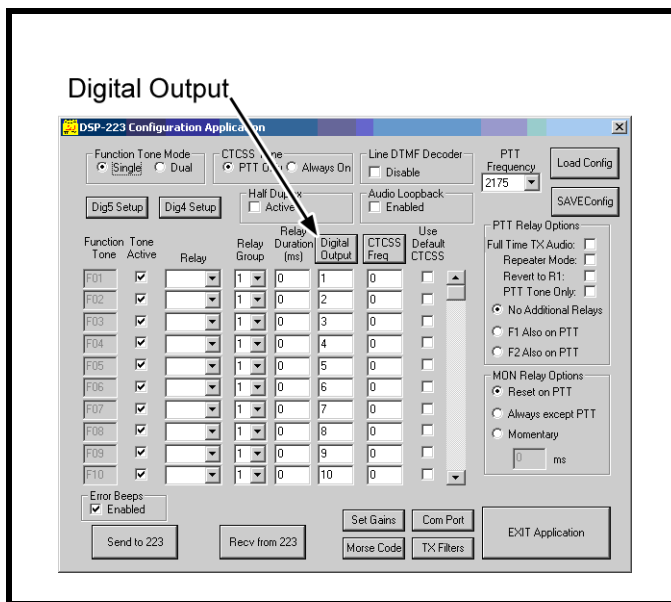 Digital Output
DSP-223 Configuration Application
Function Tone Mode
Single Dual
CTCSS Tone
PTT Only Always On
Line DTMF Decoder
Disable
PTT Frequency
2175
Load Config
Dig5 Setup
Dig4 Setup
Half Duplex
Active
Audio Loopback
Enabled
SAVEConfig
Function Tone
Tone Active
Relay
Relay Group
Relay Duration (ms)
Digital Output
CTCSS Freq
Use Default CTCSS
F01 1 0 1 0
F02 1 0 2 0
F03 1 0 3 0
F04 1 0 4 0
F05 1 0 5 0
F06 1 0 6 0
F07 1 0 7 0
F08 1 0 8 0
F09 1 0 9 0
F10 1 0 10 0
PTT Relay Options
Full Time TX Audio:
Repeater Mode:
Revert to R1:
PTT Tone Only:
No Additional Relays
F1 Also on PTT
F2 Also on PTT
MON Relay Options
Reset on PTT
Always except PTT
Momentary
0 ms
Error Beeps
Enabled
Send to 223
Recv from 223
Set Gains
Com Port
Morse Code
TX Filters
EXIT Application